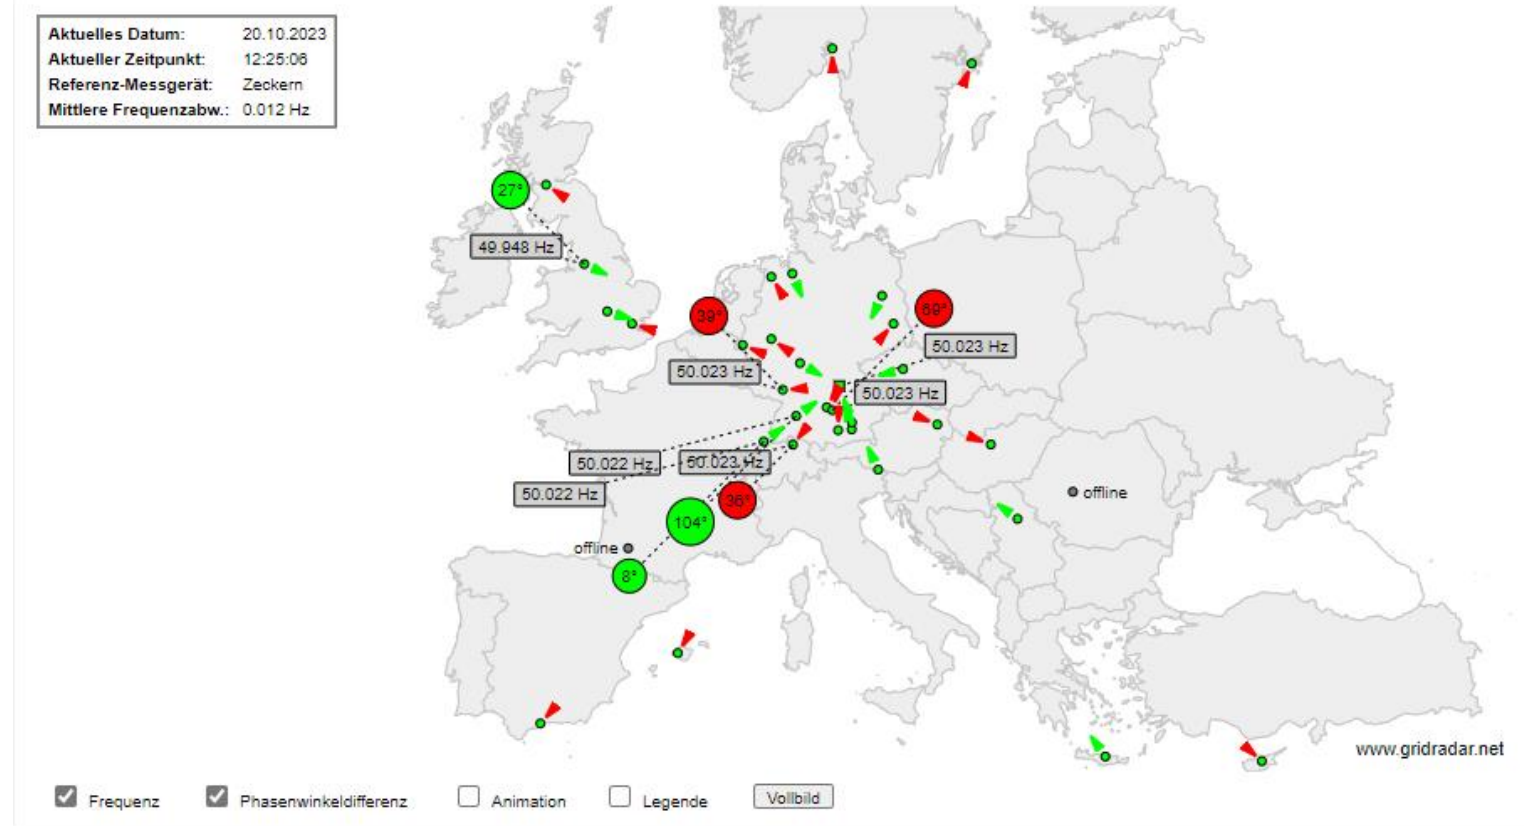 Aktuelles Datum: 20.10.2023
Aktueller Zeitpunkt: 12:25:06
Referenz-Messgerät: Zeckern
Mittlere Frequenzabw.: 0.012 Hz
27°
49.948 Hz
39°
69°
50.023 Hz
50.023 Hz
50.023 Hz
50.022 Hz
50.023 Hz
50.022 Hz
36°
104°
offline
offline
8°
www.gridradar.net
Frequenz
Phasenwinkeldifferenz
Animation
Legende
Vollbild